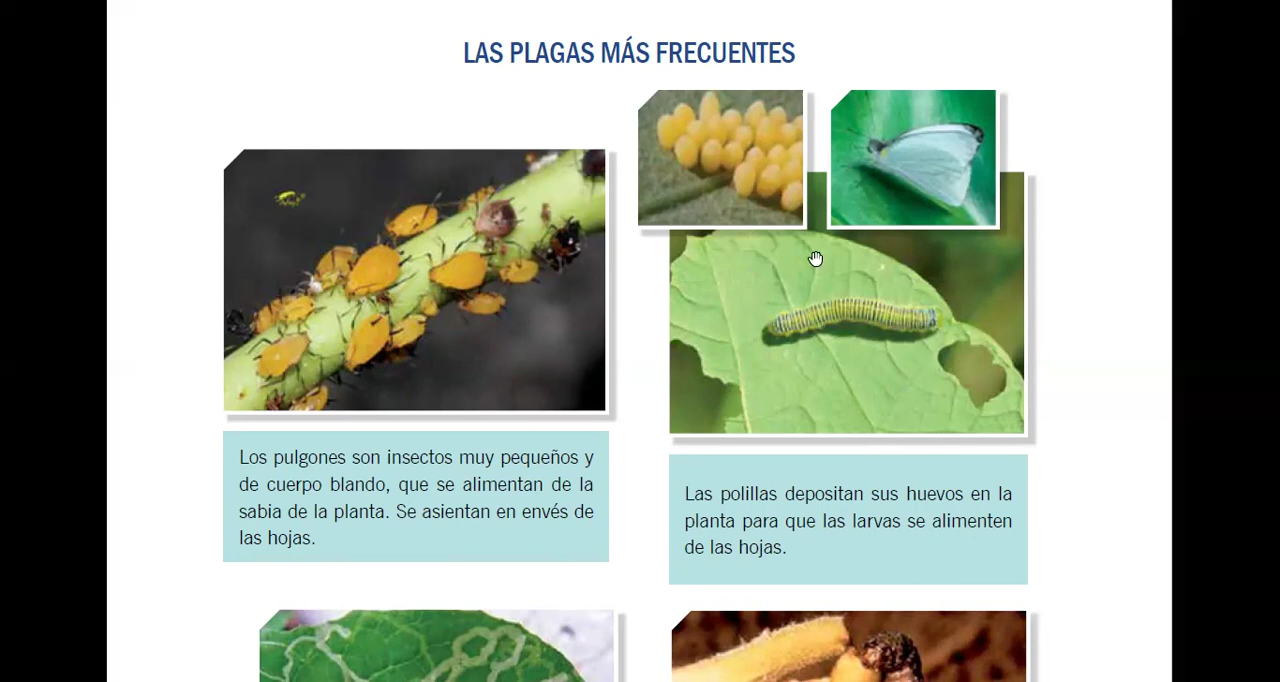 LAS PLAGAS MÁS FRECUENTES
Los pulgones son insectos muy pequeños y
de cuerpo blando, que se alimentan de la
sabia de la planta. Se asientan en envés de
las hojas.
Las polillas depositan sus huevos en la
planta para que las larvas se alimenten
de las hojas.